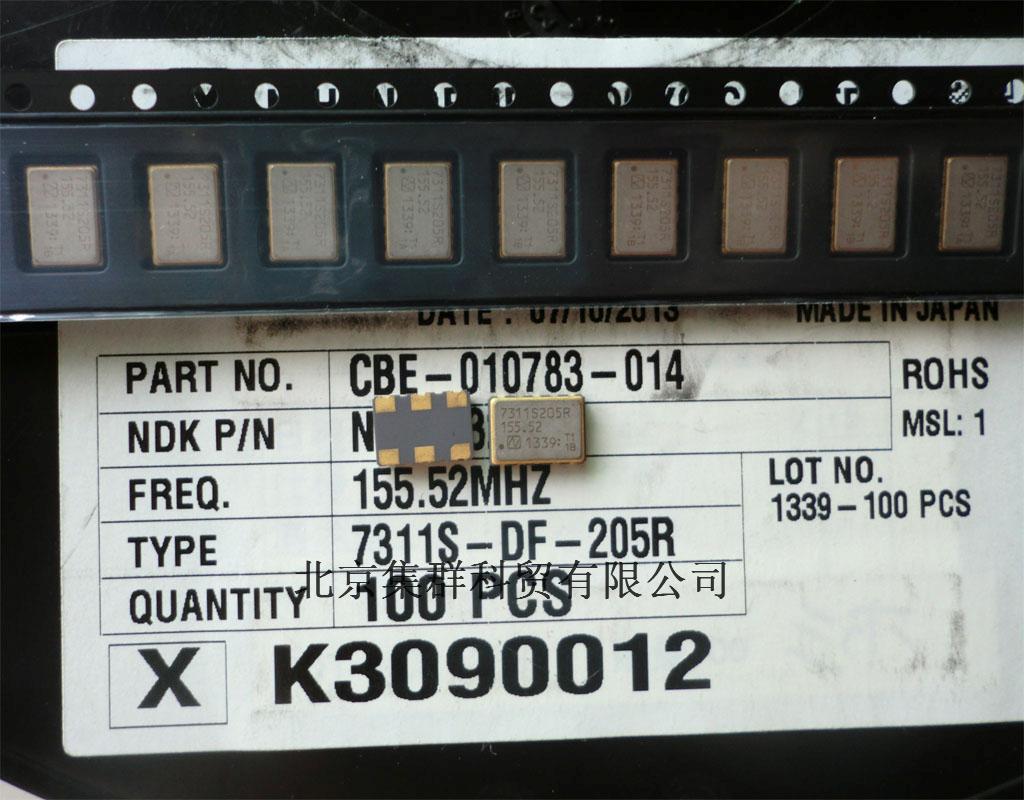 DATE : 07/10/2013
MADE IN JAPAN
PART NO. CBE-010783-014
ROHS
NDK P/N
MSL: 1
7311S205R
155.52
1339: T1
18
FREQ. 155.52MHZ
LOT NO.
1339-100 PCS
TYPE 7311S-DF-205R
北京集群科贸有限公司
QUANTITY 100 PCS
X K3090012